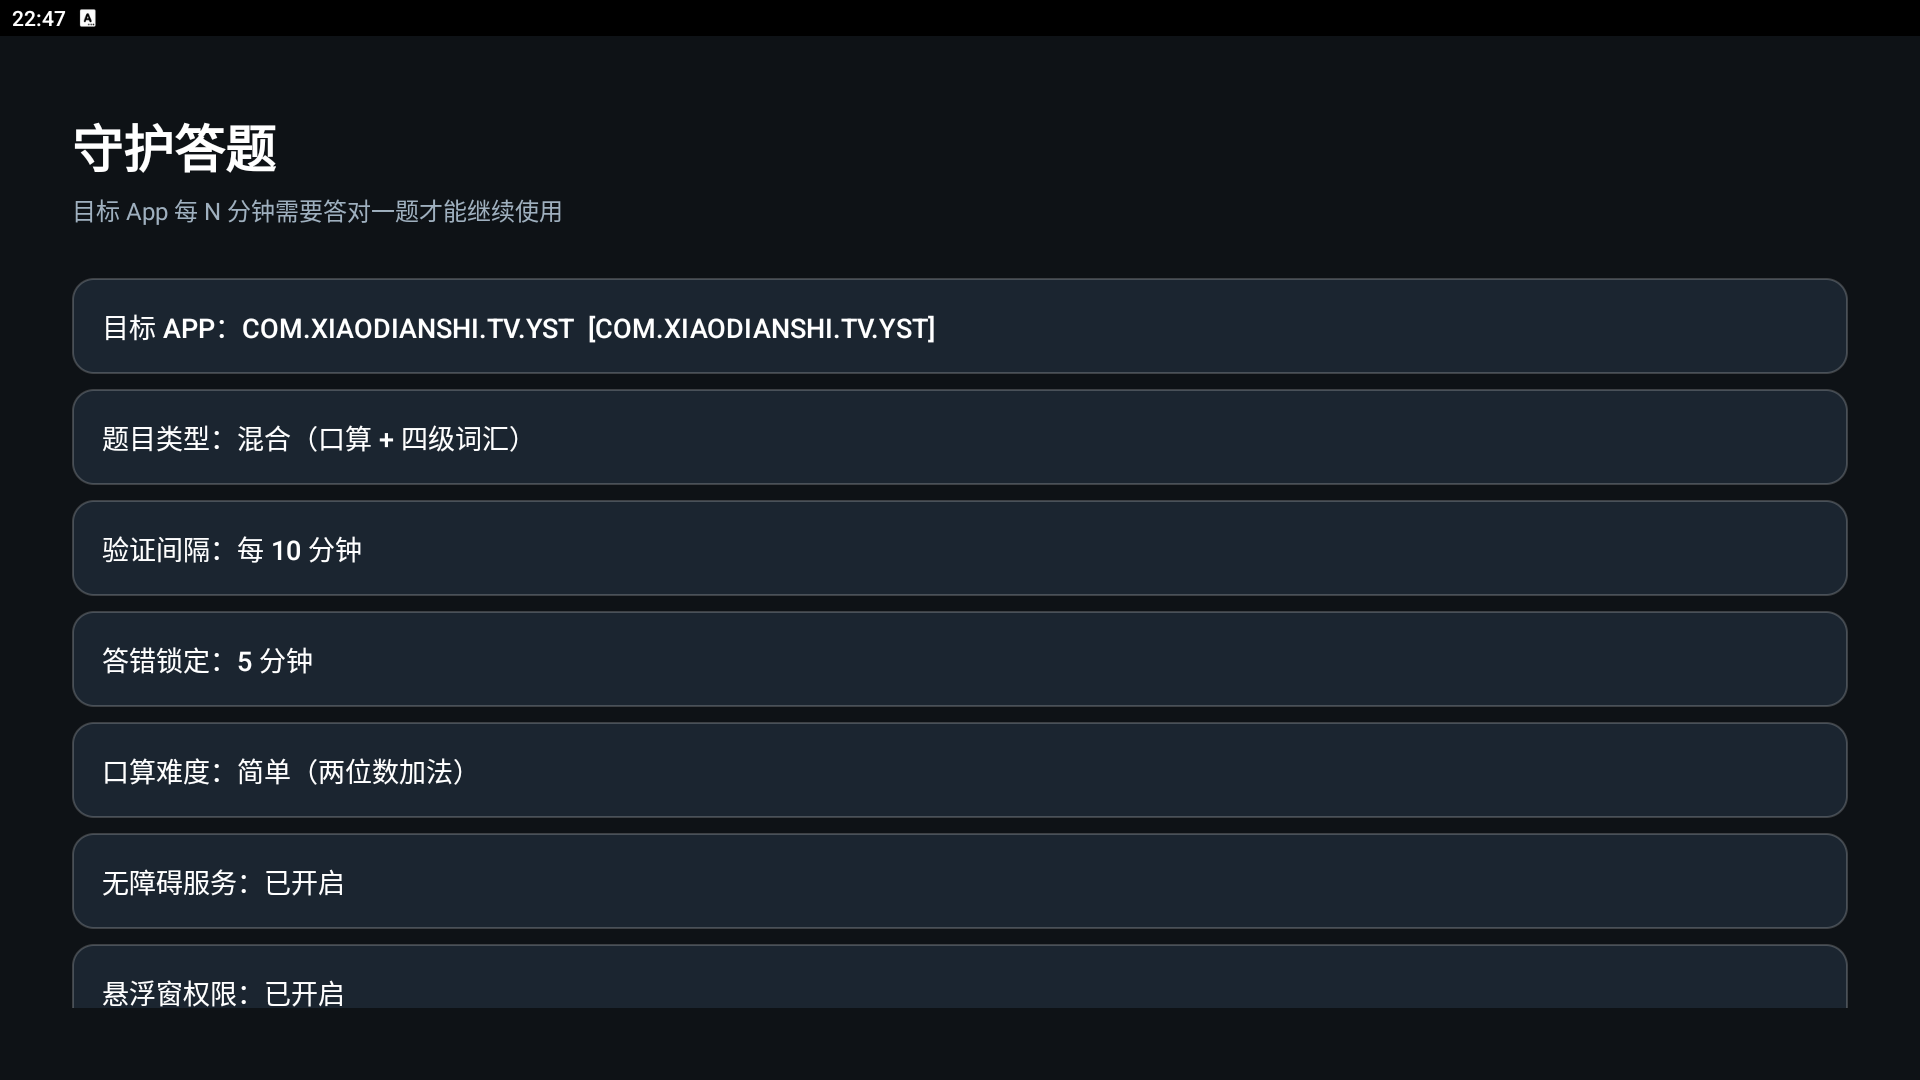 22:47
守护答题
目标 App 每 N 分钟需要答对一题才能继续使用
目标 APP：COM.XIAODIANSHI.TV.YST [COM.XIAODIANSHI.TV.YST]
题目类型：混合（口算 + 四级词汇）
验证间隔：每 10 分钟
答错锁定：5 分钟
口算难度：简单（两位数加法）
无障碍服务：已开启
悬浮窗权限：已开启